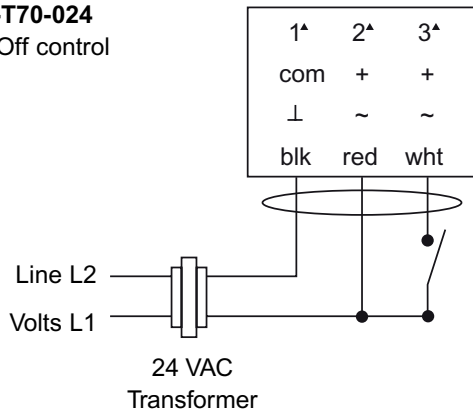 -T70-024
Off control
1▲ 2▲ 3▲
com + +
⊥ ~ ~
blk red wht
Line L2
Volts L1
24 VAC
Transformer